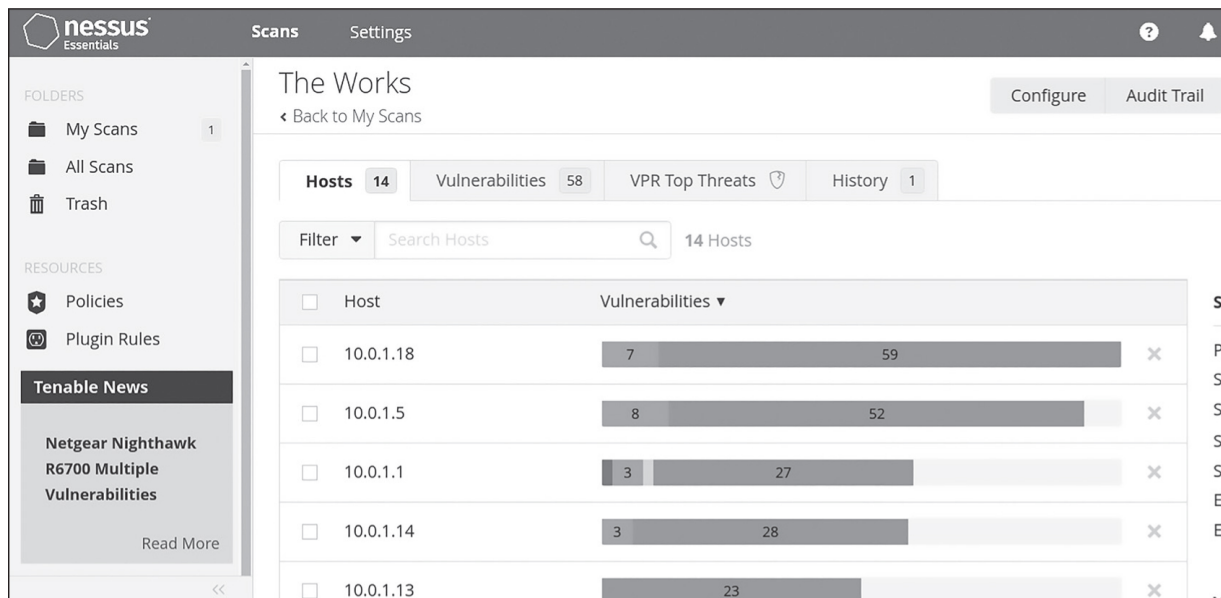 nessus
Essentials
Scans Settings
FOLDERS
My Scans 1
All Scans
Trash
RESOURCES
Policies
Plugin Rules
Tenable News
Netgear Nighthawk
R6700 Multiple
Vulnerabilities
Read More
The Works
Back to My Scans
Configure Audit Trail
Hosts 14 Vulnerabilities 58 VPR Top Threats History 1
Filter Search Hosts 14 Hosts
Host Vulnerabilities
10.0.1.18 7 59
10.0.1.5 8 52
10.0.1.1 3 27
10.0.1.14 3 28
10.0.1.13 23